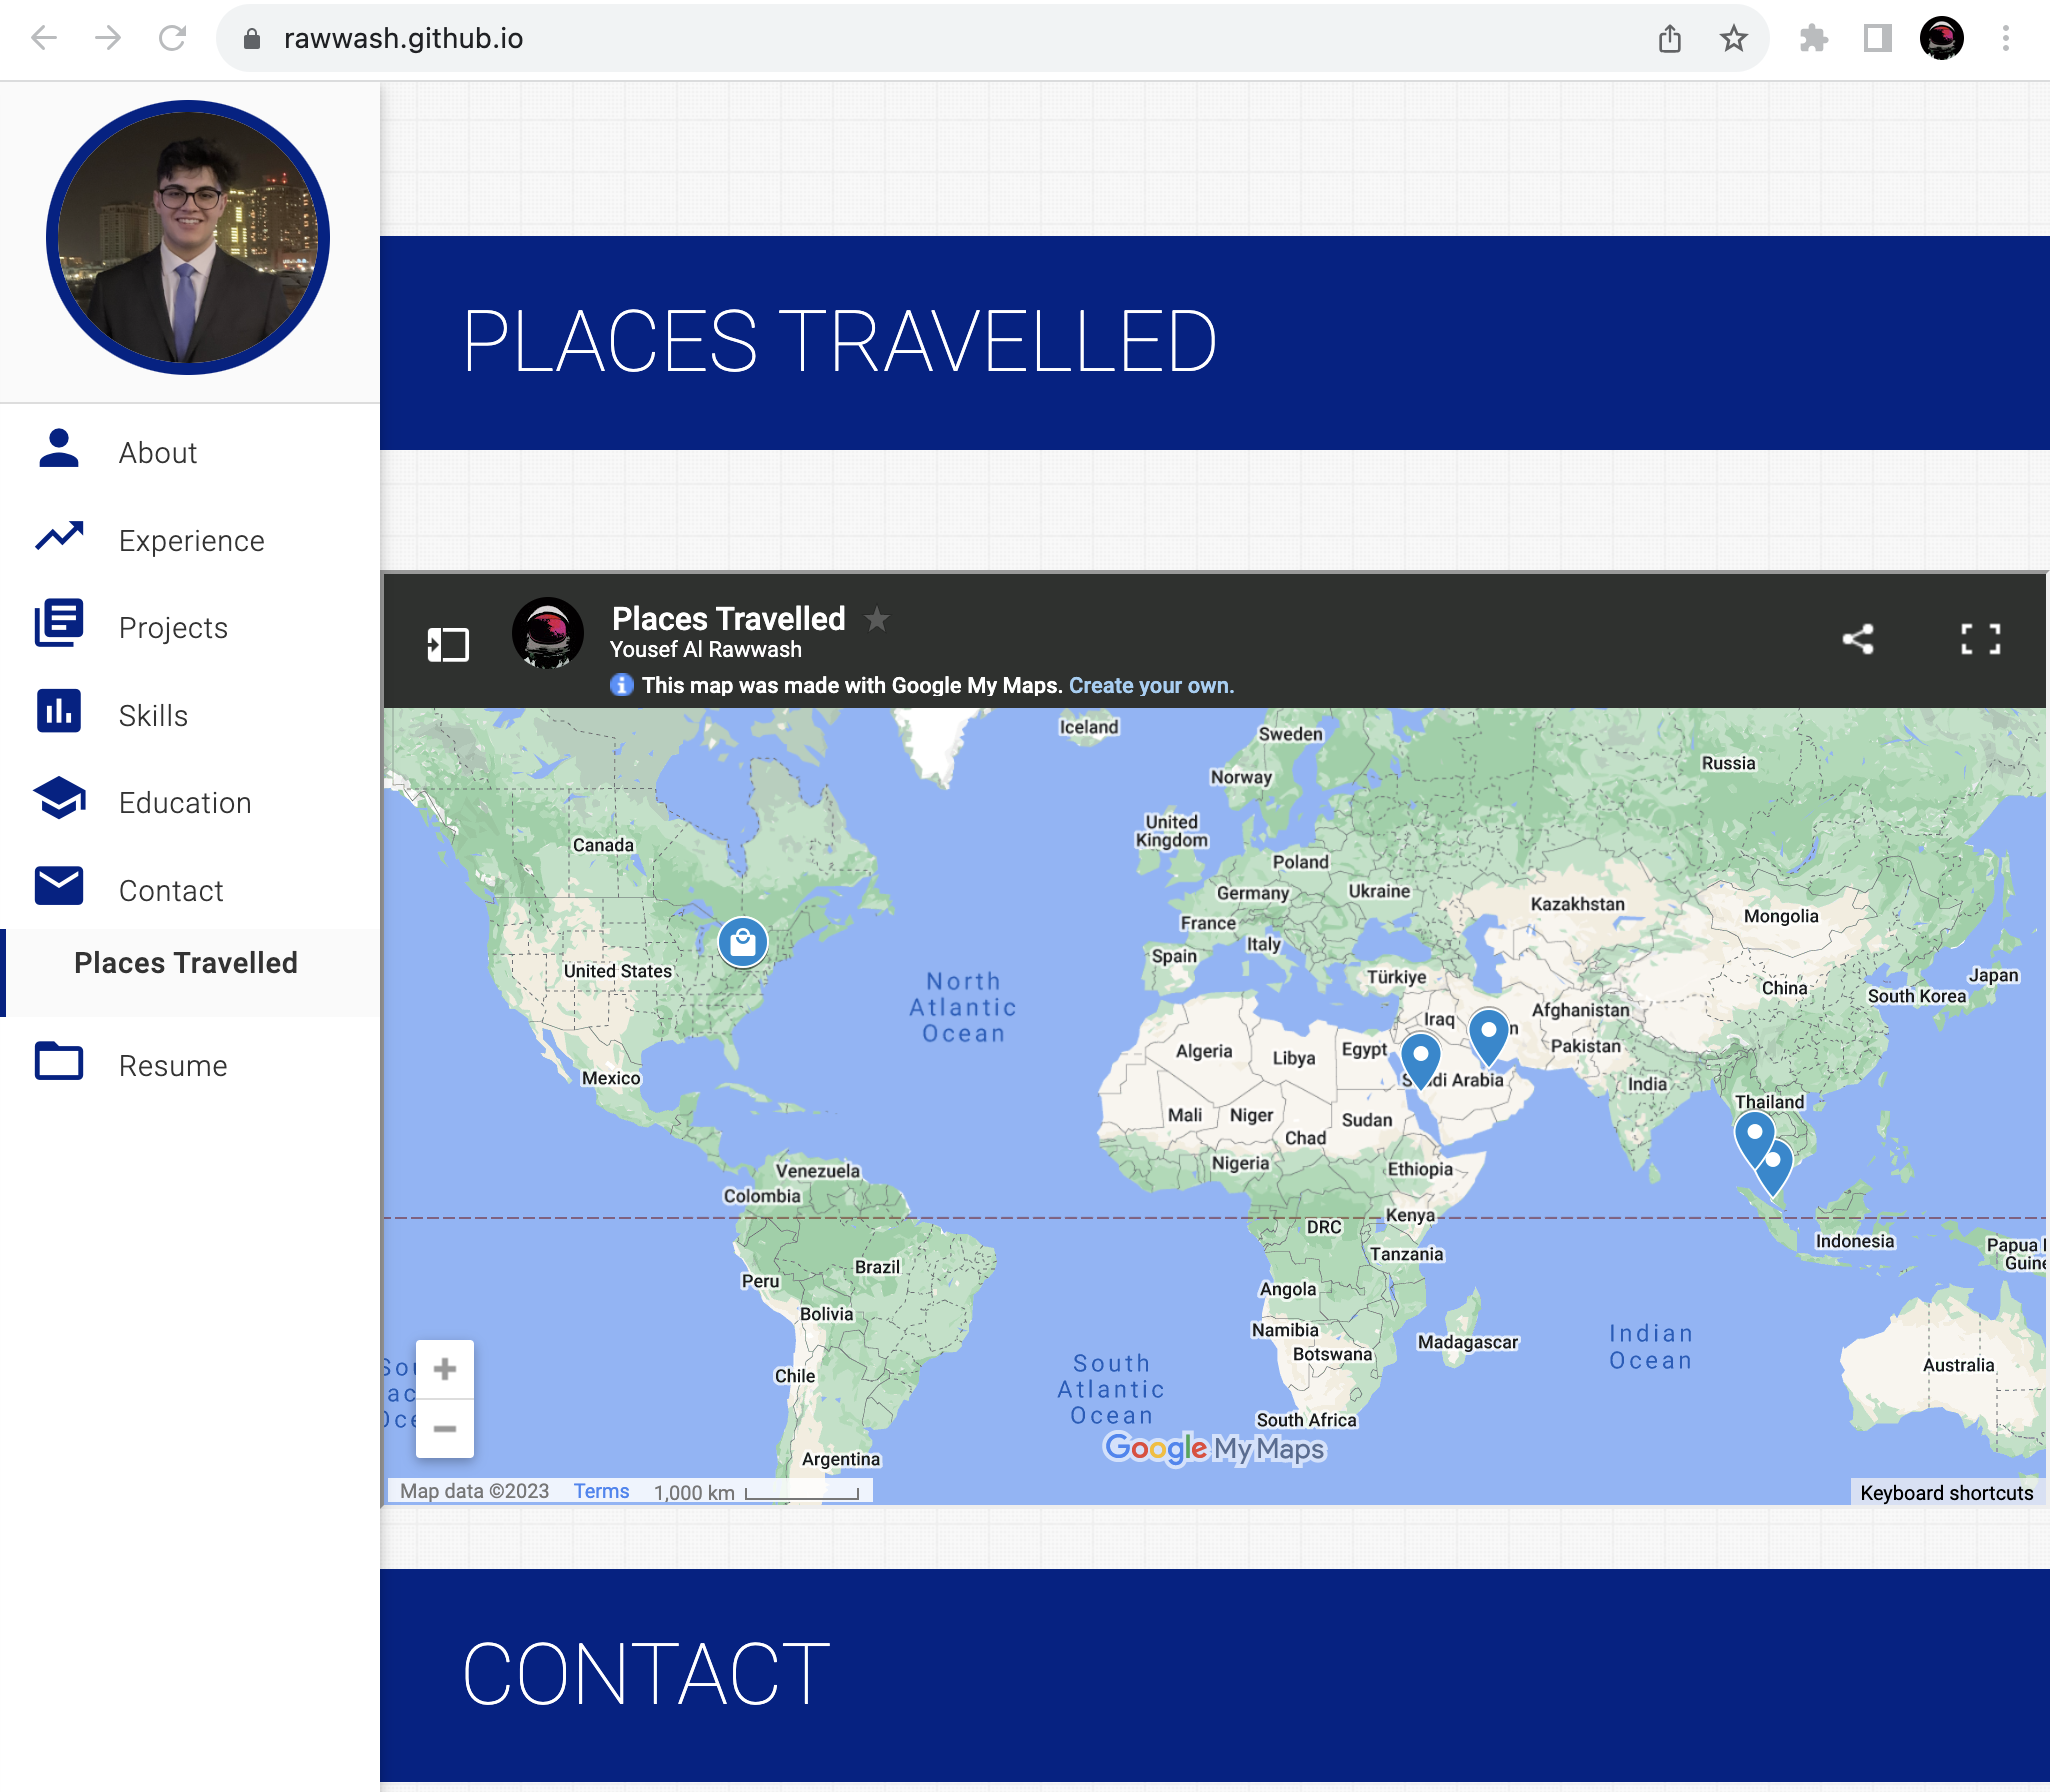 rawwash.github.io
About
Experience
Projects
Skills
Education
Contact
Places Travelled
Resume
PLACES TRAVELLED
Places Travelled
Yousef Al Rawwash
This map was made with Google My Maps. Create your own.
Iceland
Sweden
Norway
Russia
United
Kingdom
Canada
Poland
Germany
Ukraine
Kazakhstan
France
Mongolia
Italy
Spain
United States
Türkiye
Japan
China
South Korea
North
Atlantic
Ocean
Afghanistan
Iraq
Algeria
Libya
Egypt
Pakistan
Mexico
Saudi Arabia
India
Thailand
Mali
Niger
Sudan
Chad
Nigeria
Ethiopia
Venezuela
Colombia
Kenya
DRC
Indonesia
Papua
Tanzania
Brazil
Peru
Angola
Bolivia
Namibia
Madagascar
Indian
Ocean
Botswana
South
Atlantic
Ocean
Australia
Chile
South Africa
Google My Maps
Argentina
Map data ©2023 Terms 1,000 km
Keyboard shortcuts
CONTACT